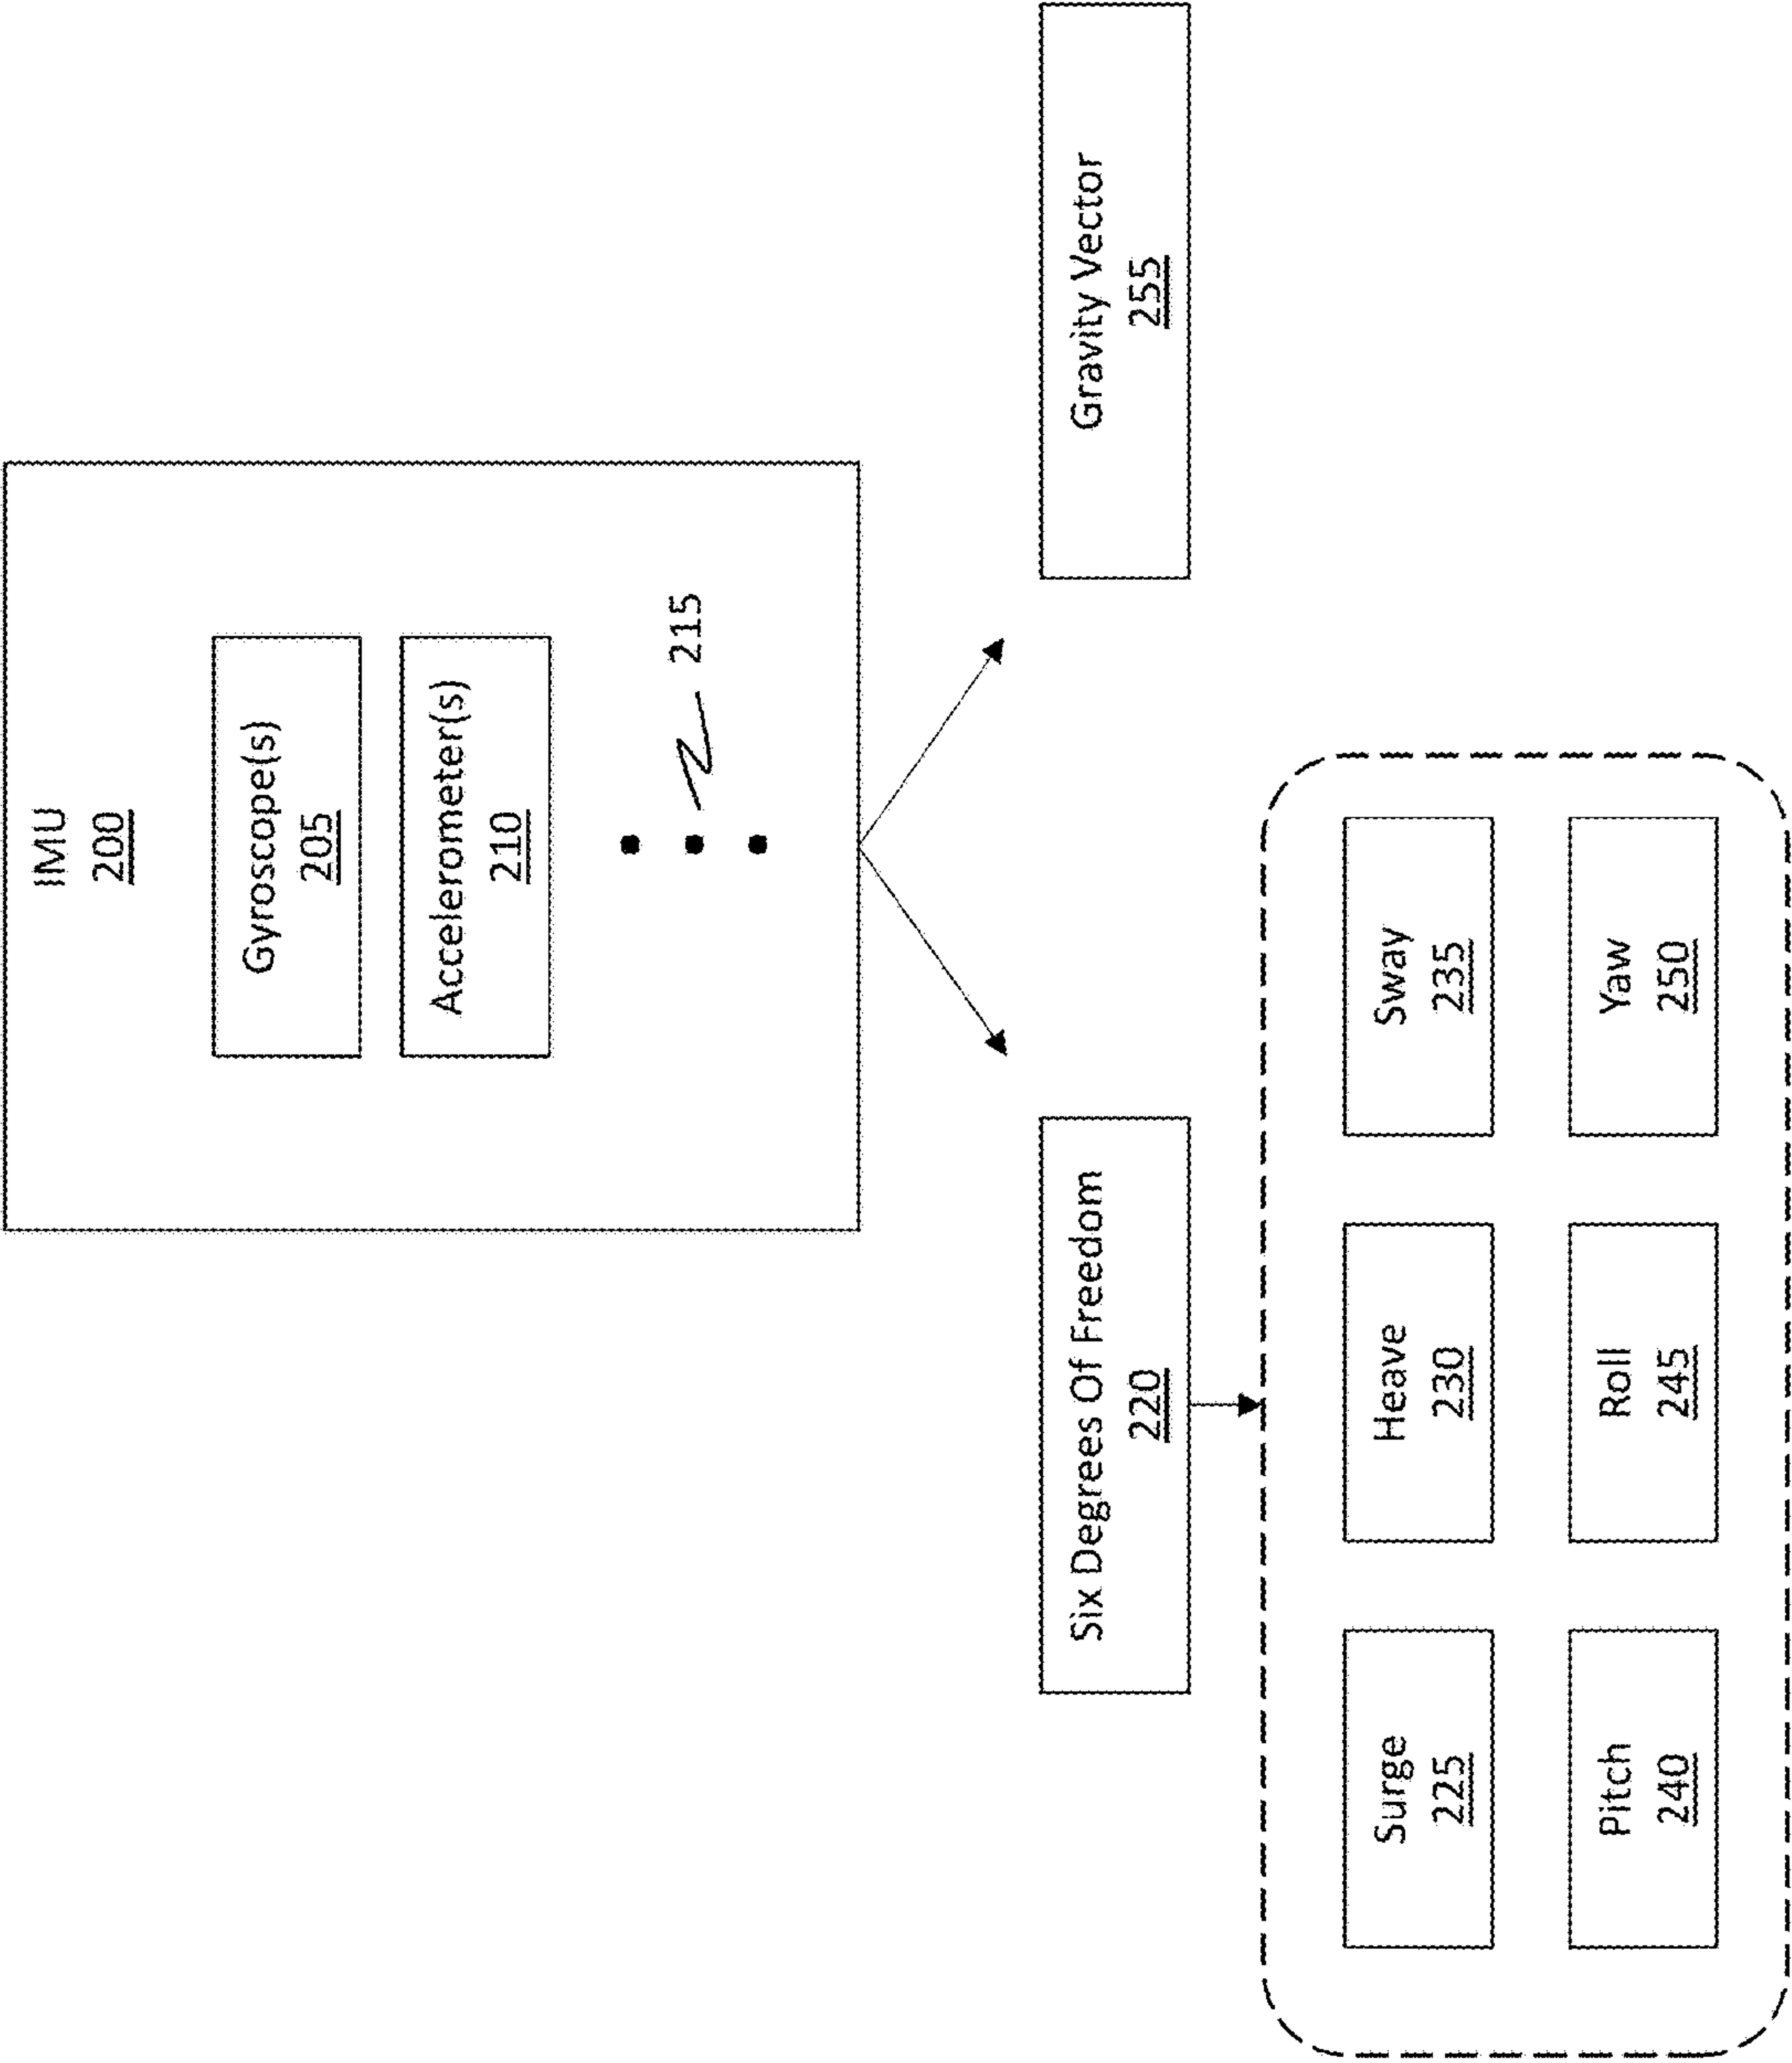 IMU
200
Gyroscope(s)
205
Accelerometer(s)
210
215
Six Degrees Of Freedom
220
Gravity Vector
255
Surge
225
Heave
230
Sway
235
Pitch
240
Roll
245
Yaw
250